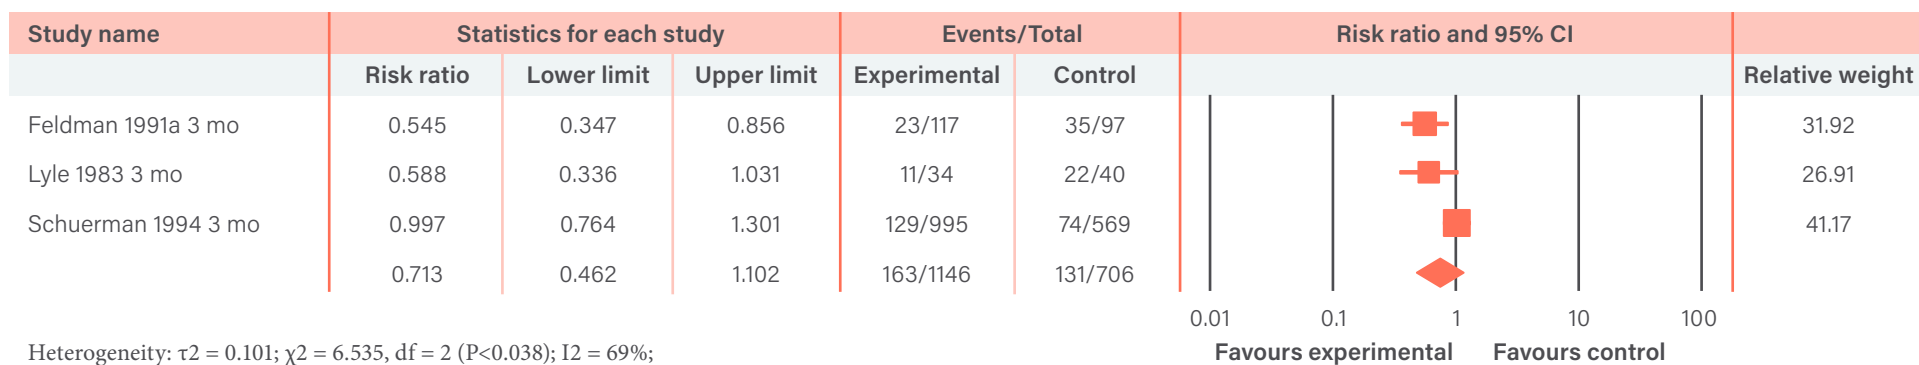 Study name Statistics for each study Events/Total Risk ratio and 95% CI
Risk ratio Lower limit Upper limit Experimental Control Relative weight
Feldman 1991a 3 mo 0.545 0.347 0.856 23/117 35/97 31.92
Lyle 1983 3 mo 0.588 0.336 1.031 11/34 22/40 26.91
Schuerman 1994 3 mo 0.997 0.764 1.301 129/995 74/569 41.17
0.713 0.462 1.102 163/1146 131/706
0.01 0.1 1 10 100
Heterogeneity: τ2 = 0.101; χ2 = 6.535, df = 2 (P<0.038); I2 = 69%; Favours experimental Favours control